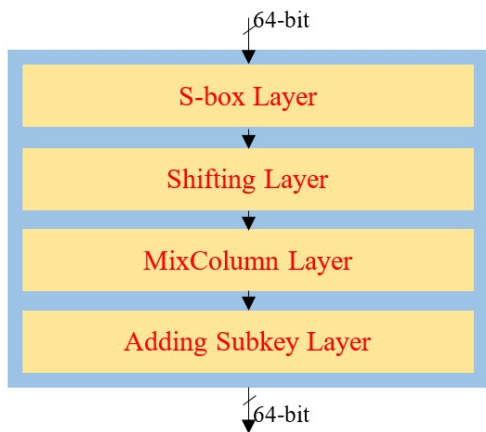 64-bit
S-box Layer
Shifting Layer
MixColumn Layer
Adding Subkey Layer
64-bit